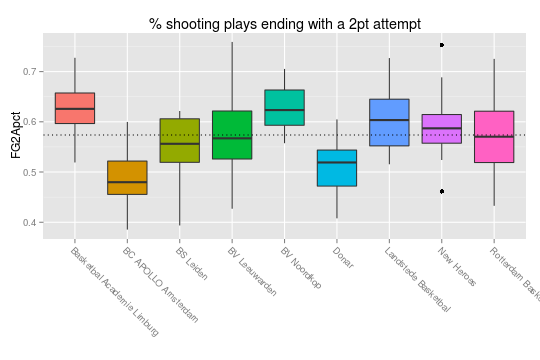 % shooting plays ending with a 2pt attempt
FG2Apct
0.7
0.6
0.5
0.4
Basketbal Academie Limburg
BC APOLLO Amsterdam
BS Leiden
BV Leeuwarden
BV Noordkop
Donar
Landstede Basketbal
New Heroes
Rotterdam Bask